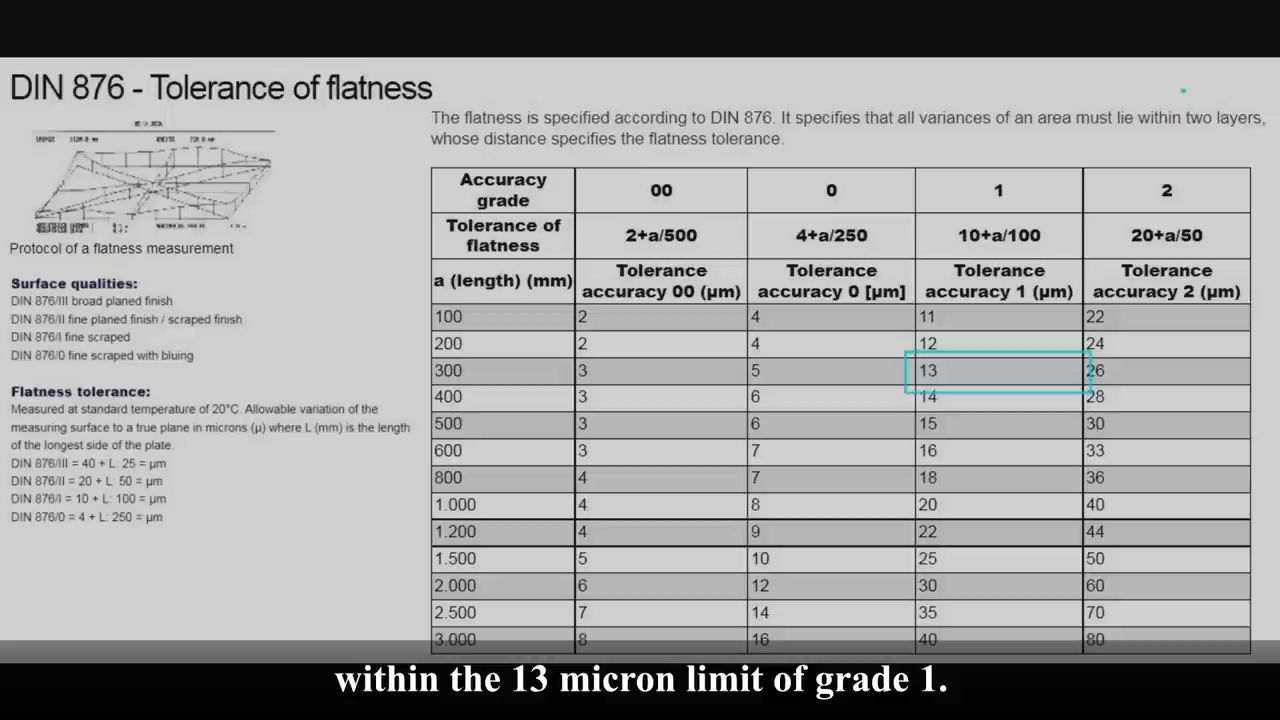 DIN 876 - Tolerance of flatness
Protocol of a flatness measurement
Surface qualities:
DIN 876/III broad planed finish
DIN 876/II fine planed finish / scraped finish
DIN 876/I fine scraped
DIN 876/0 fine scraped with bluing
Flatness tolerance:
Measured at standard temperature of 20°C. Allowable variation of the
measuring surface to a true plane in microns (µ) where L (mm) is the length
of the longest side of the plate.
DIN 876/III = 40 + L: 25 = µm
DIN 876/II = 20 + L: 50 = µm
DIN 876/I = 10 + L: 100 = µm
DIN 876/0 = 4 + L: 250 = µm
The flatness is specified according to DIN 876. It specifies that all variances of an area must lie within two layers,
whose distance specifies the flatness tolerance.
Accuracy grade 00 0 1 2
Tolerance of flatness 2+a/500 4+a/250 10+a/100 20+a/50
a (length) (mm) Tolerance accuracy 00 (µm) Tolerance accuracy 0 [µm] Tolerance accuracy 1 (µm) Tolerance accuracy 2 (µm)
100 2 4 11 22
200 2 4 12 24
300 3 5 13 26
400 3 6 14 28
500 3 6 15 30
600 3 7 16 33
800 4 7 18 36
1.000 4 8 20 40
1.200 4 9 22 44
1.500 5 10 25 50
2.000 6 12 30 60
2.500 7 14 35 70
3.000 8 16 40 80
within the 13 micron limit of grade 1.